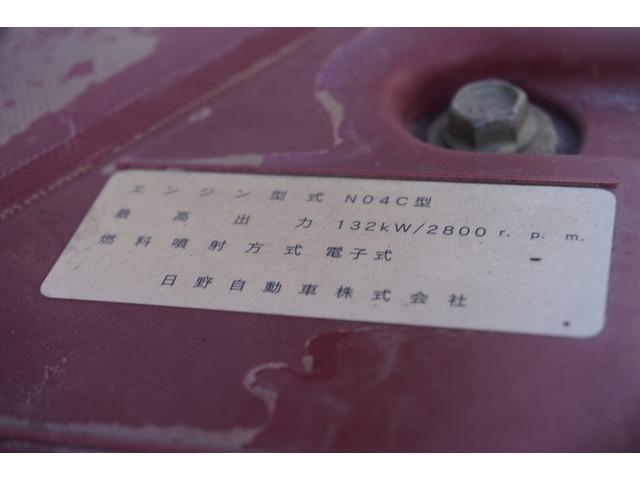 エンジン型式 N04C型
最高出力 132kW/2800 r. p. m.
燃料噴射方式 電子式
日野自動車株式会社